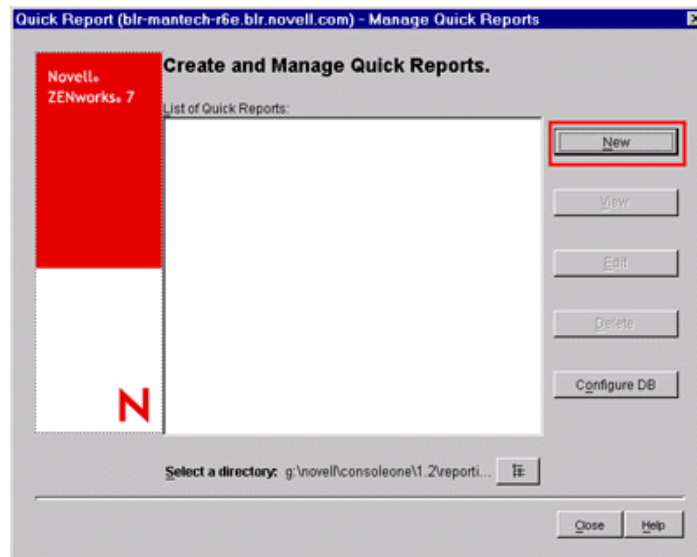 Quick Report (blr-mantech-r6e.blr.novell.com) - Manage Quick Reports
Novell.
ZENworks. 7
Create and Manage Quick Reports.
List of Quick Reports:
New
View
Edit
Delete
Configure DB
N
Select a directory: g:\novell\consoleone\1.2\reporti...
Close
Help